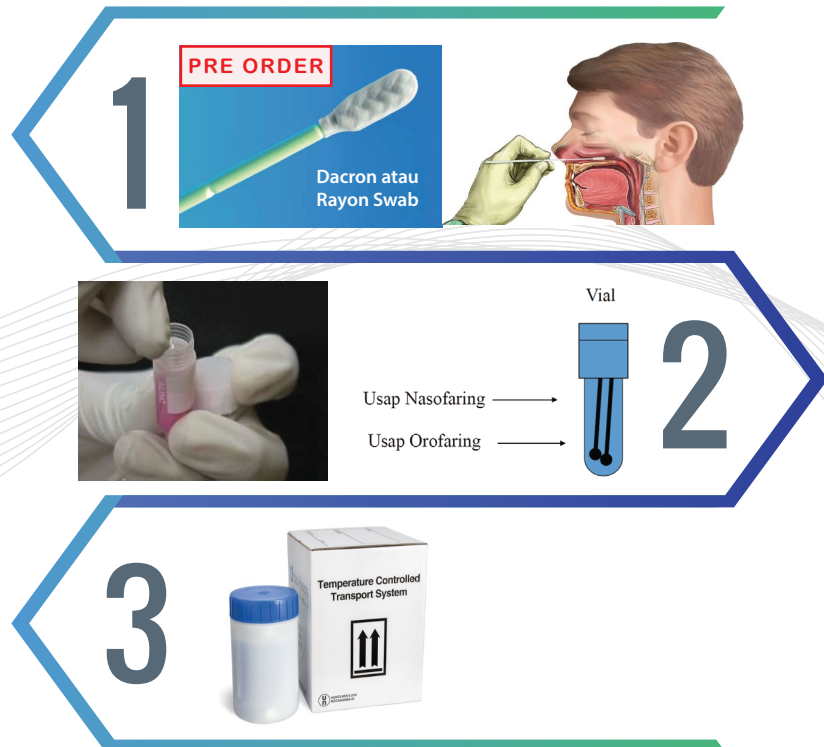 1
PRE ORDER
Dacron atau
Rayon Swab
2
Vial
Usap Nasofaring
Usap Orofaring
3
Temperature Controlled
Transport System